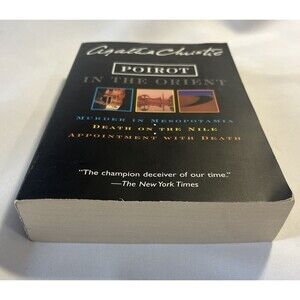 Agatha Christie
POIROT
IN THE ORIENT
MURDER IN MESOPOTAMIA
DEATH ON THE NILE
APPOINTMENT WITH DEATH
"The champion deceiver of our time."
—The New York Times